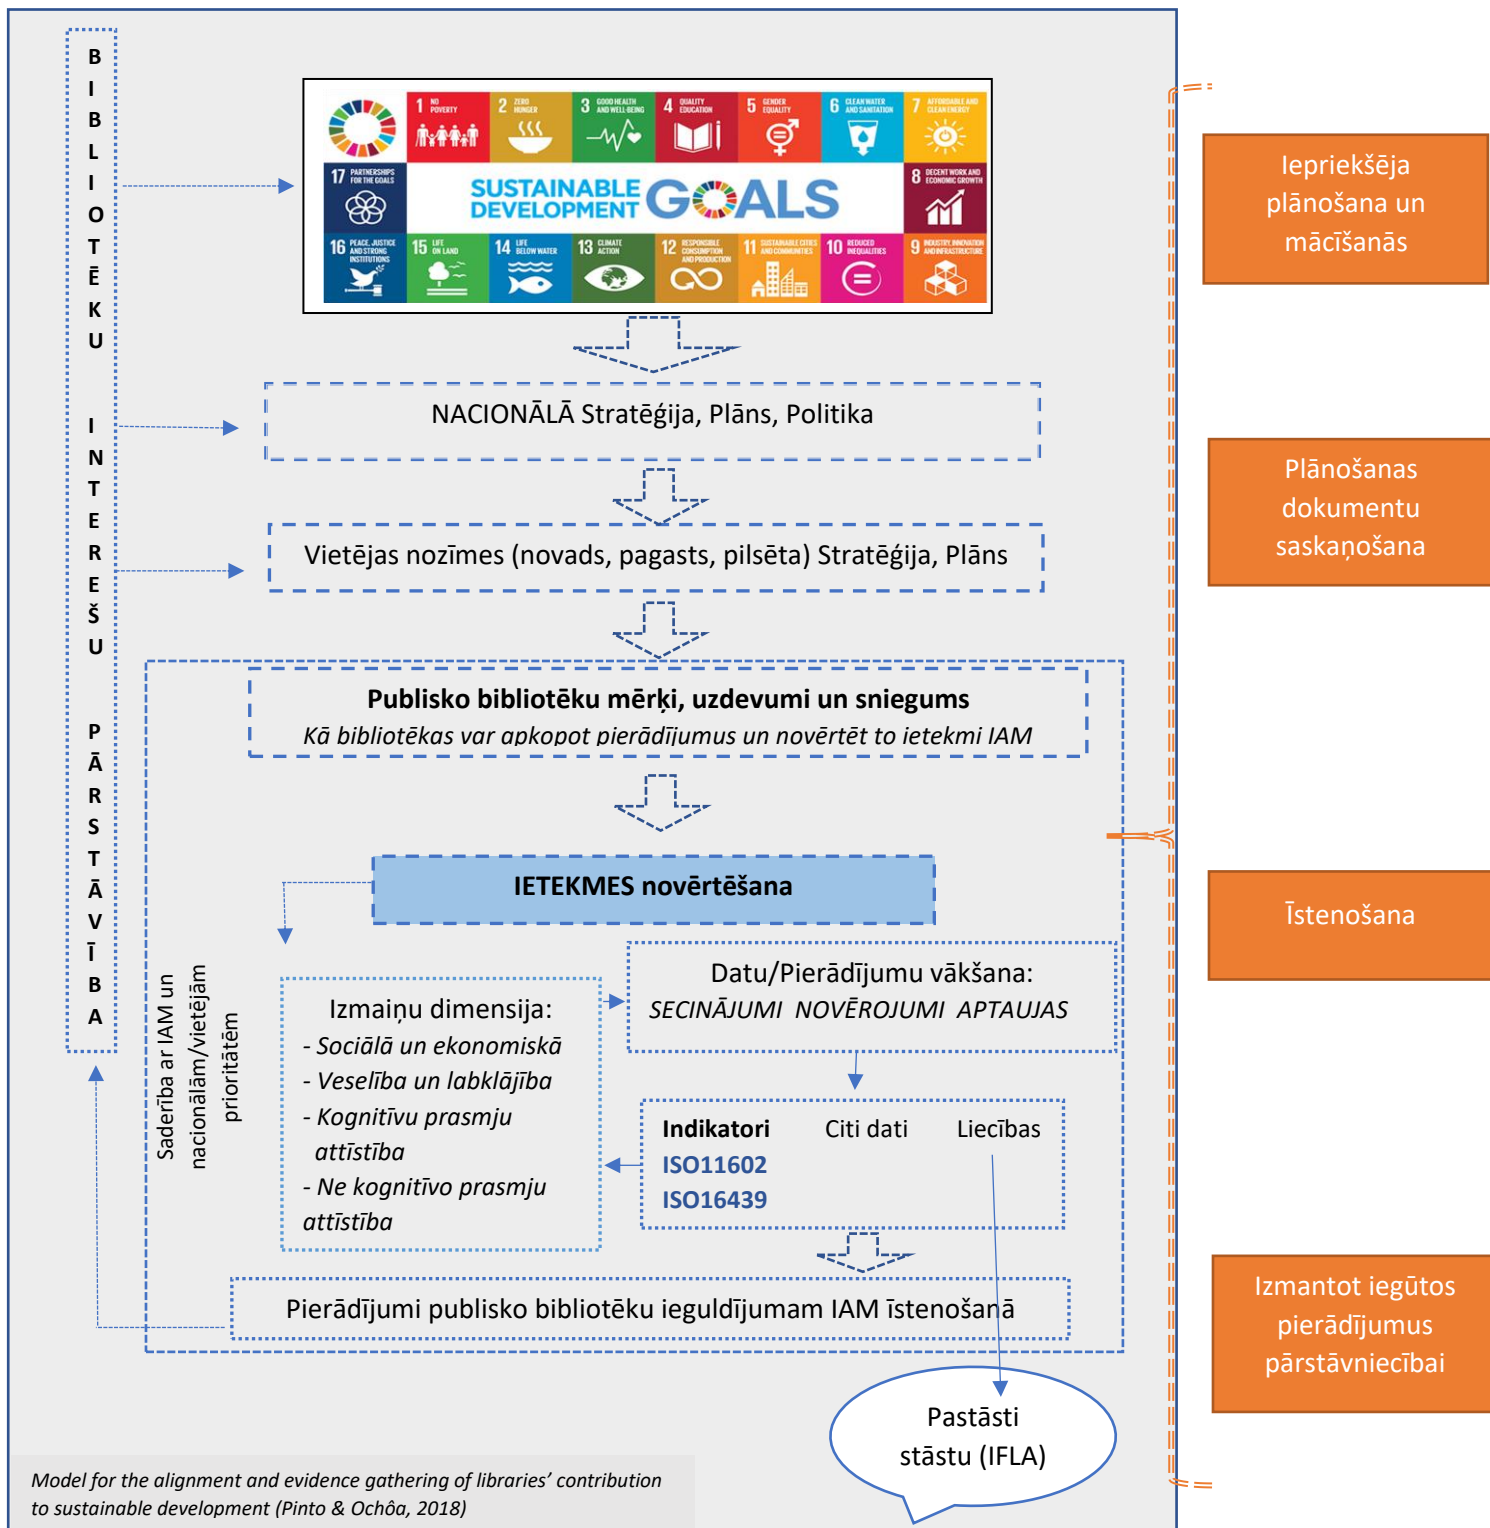 BIBLIOTĒKU INTEREŠU PĀRSTĀVĪBA
1 NO
POVERTY
2 ZERO
HUNGER
3 GOOD HEALTH
AND WELL-BEING
4 QUALITY
EDUCATION
5 GENDER
EQUALITY
6 CLEAN WATER
AND SANITATION
7 AFFORDABLE AND
CLEAN ENERGY
17 PARTNERSHIPS
FOR THE GOALS
SUSTAINABLE
DEVELOPMENT GOALS
8 DECENT WORK AND
ECONOMIC GROWTH
16 PEACE, JUSTICE
AND STRONG
INSTITUTIONS
15 LIFE
ON LAND
14 LIFE
BELOW WATER
13 CLIMATE
ACTION
12 RESPONSIBLE
CONSUMPTION
AND PRODUCTION
11 SUSTAINABLE CITIES
AND COMMUNITIES
10 REDUCED
INEQUALITIES
9 INDUSTRY, INNOVATION
AND INFRASTRUCTURE
NACIONĀLĀ Stratēģija, Plāns, Politika
Vietējas nozīmes (novads, pagasts, pilsēta) Stratēģija, Plāns
Publisko bibliotēku mērķi, uzdevumi un sniegums
Kā bibliotēkas var apkopot pierādījumus un novērtēt to ietekmi IAM
IETEKMES novērtēšana
Saderība ar IAM un
nacionālām/vietējām
prioritātēm
Izmaiņu dimensija:
- Sociālā un ekonomiskā
- Veselība un labklājība
- Kognitīvu prasmju
attīstība
- Ne kognitīvo prasmju
attīstība
Datu/Pierādījumu vākšana:
SECINĀJUMI NOVĒROJUMI APTAUJAS
Indikatori Citi dati Liecības
ISO11602
ISO16439
Pierādījumi publisko bibliotēku ieguldījumam IAM īstenošanā
Pastāsti
stāstu (IFLA)
Model for the alignment and evidence gathering of libraries' contribution
to sustainable development (Pinto & Ochôa, 2018)
Iepriekšēja
plānošana un
mācīšanās
Plānošanas
dokumentu
saskaņošana
Īstenošana
Izmantot iegūtos
pierādījumus
pārstāvniecībai